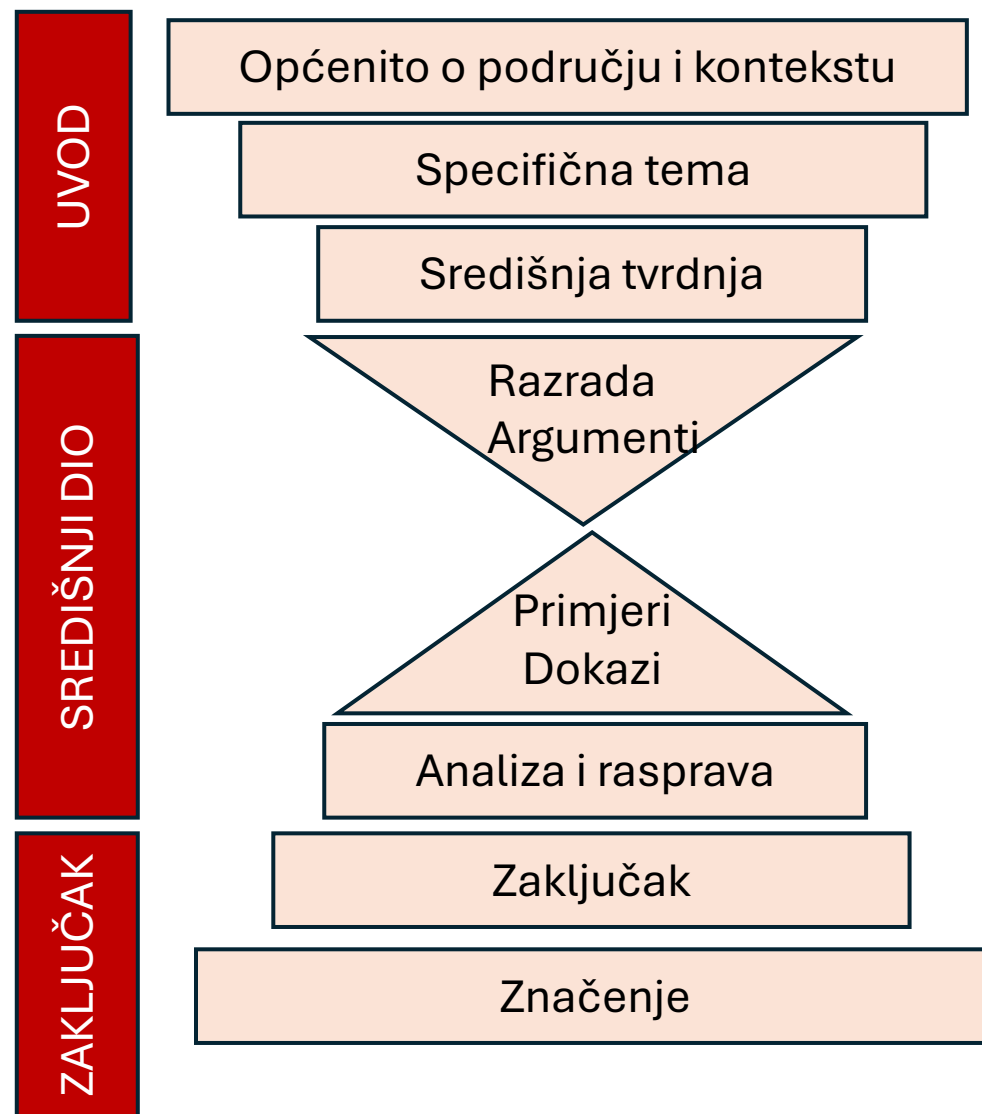 UVOD
Općenito o području i kontekstu
Specifična tema
Središnja tvrdnja
SREDIŠNJI DIO
Razrada
Argumenti
Primjeri
Dokazi
Analiza i rasprava
ZAKLJUČAK
Zaključak
Značenje